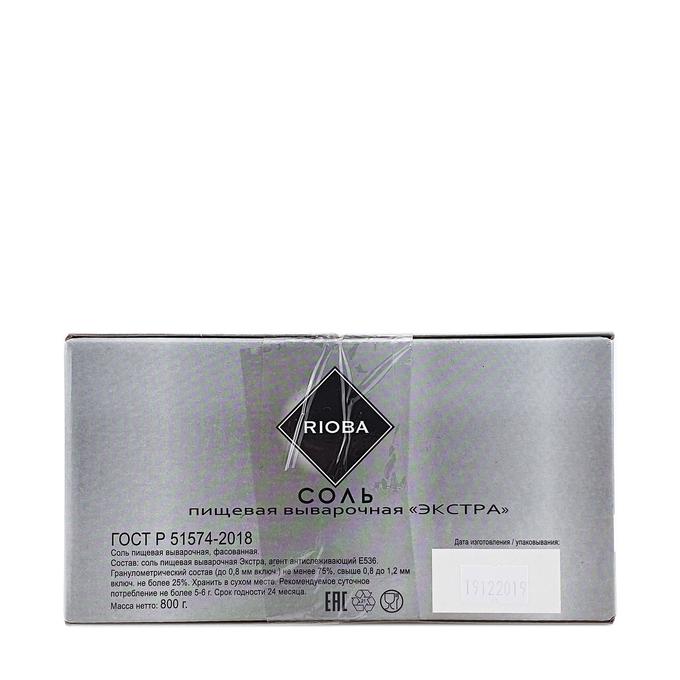 RIOBA
СОЛЬ
пищевая выварочная «ЭКСТРА»
ГОСТ Р 51574-2018
Соль пищевая выварочная, фасованная.
Состав: соль пищевая выварочная Экстра, агент антислеживающий Е536.
Гранулометрический состав (до 0,8 мм включ.) не менее 75%, свыше 0,8 до 1,2 мм
включ. не более 25%. Хранить в сухом месте. Рекомендуемое суточное
потребление не более 5-6 г. Срок годности 24 месяца.
Масса нетто: 800 г.
EAC
Дата изготовления / упаковывания:
19122019